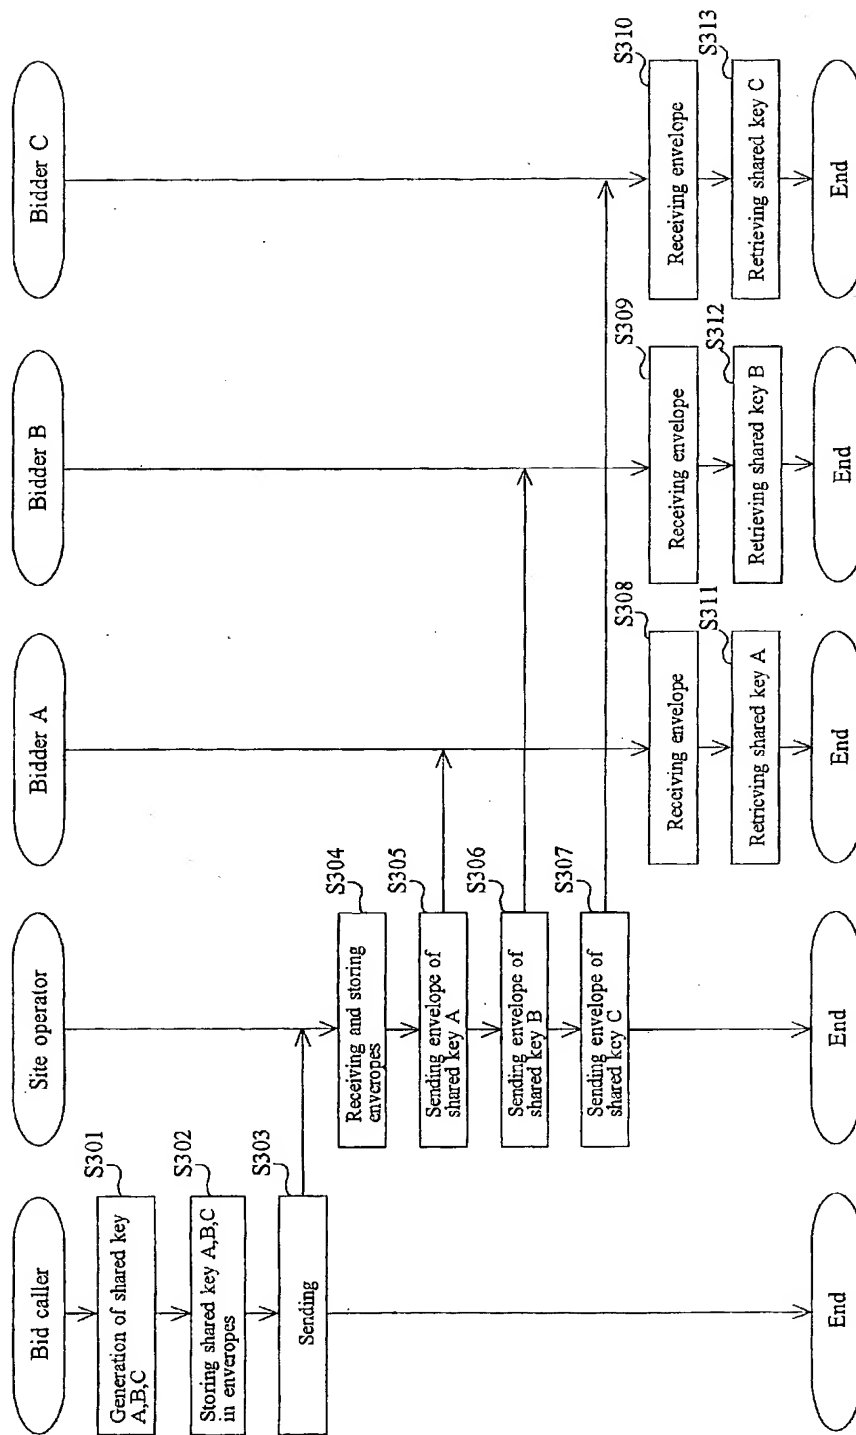 Bid caller
S301
Generation of shared key
A,B,C
S302
Storing shared key A,B,C
in enveropes
S303
Sending
End
Site operator
S304
Receiving and storing
enveropes
S305
Sending envelope of
shared key A
S306
Sending envelope of
shared key B
S307
Sending envelope of
shared key C
End
Bidder A
S308
Receiving envelope
S311
Retrieving shared key A
End
Bidder B
S309
Receiving envelope
S312
Retrieving shared key B
End
Bidder C
S310
Receiving envelope
S313
Retrieving shared key C
End